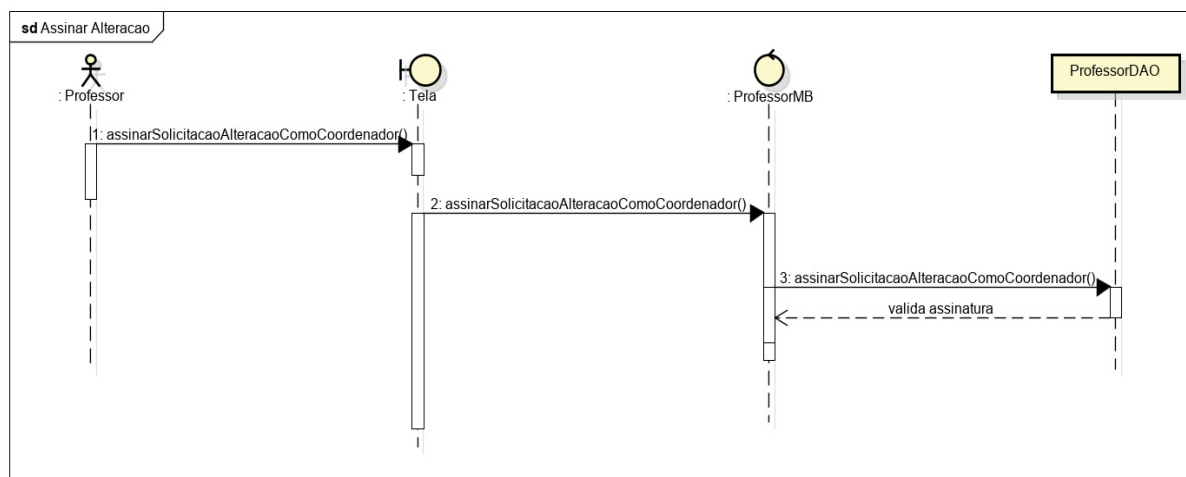 sd Assinar Alteracao
: Professor
: Tela
: ProfessorMB
ProfessorDAO
1: assinarSolicitacaoAlteracaoComoCoordenador()
2: assinarSolicitacaoAlteracaoComoCoordenador()
3: assinarSolicitacaoAlteracaoComoCoordenador()
valida assinatura